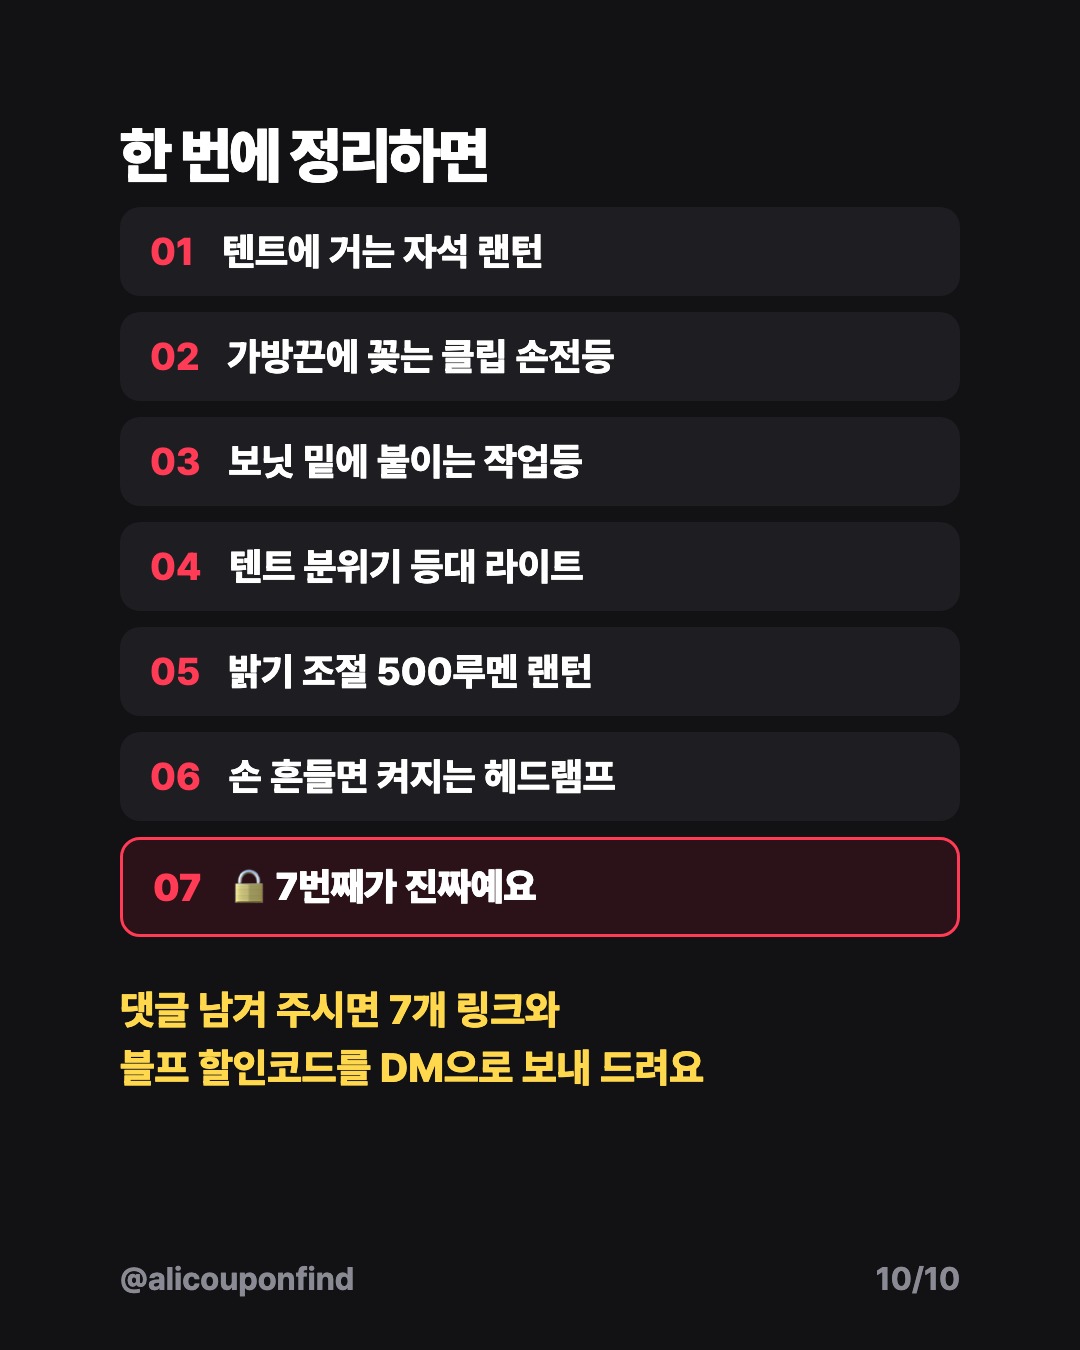 한 번에 정리하면
01 텐트에 거는 자석 랜턴
02 가방끈에 꽂는 클립 손전등
03 보닛 밑에 붙이는 작업등
04 텐트 분위기 등대 라이트
05 밝기 조절 500루멘 랜턴
06 손 흔들면 켜지는 헤드램프
07 🔒 7번째가 진짜예요
댓글 남겨 주시면 7개 링크와
블프 할인코드를 DM으로 보내 드려요
@alicouponfind 10/10